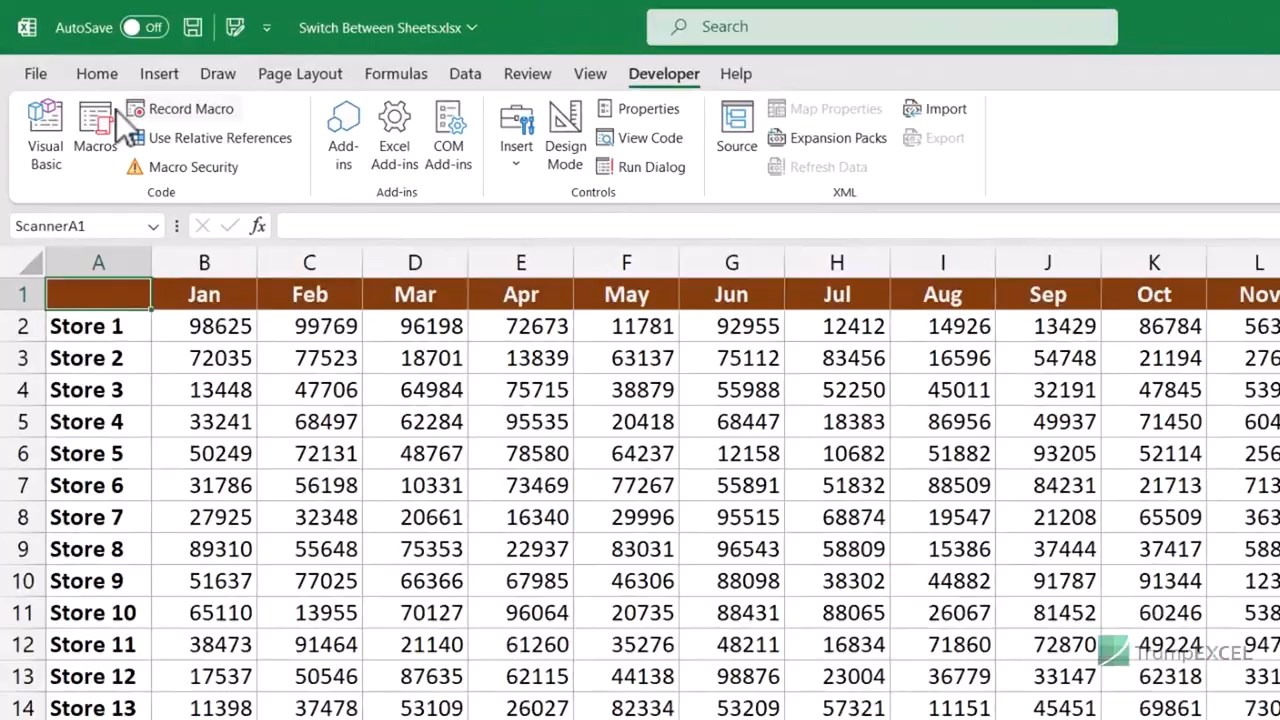 AutoSave Off Switch Between Sheets.xlsx Search
File Home Insert Draw Page Layout Formulas Data Review View Developer Help
Visual Basic
Macros
Record Macro
Use Relative References
Macro Security
Code
Add-ins
Excel Add-ins
COM Add-ins
Add-ins
Insert
Design Mode
Properties
View Code
Run Dialog
Controls
Source
Map Properties
Expansion Packs
Refresh Data
Import
Export
XML
ScannerA1 fx
A B C D E F G H I J K L
1 Jan Feb Mar Apr May Jun Jul Aug Sep Oct Nov
2 Store 1 98625 99769 96198 72673 11781 92955 12412 14926 13429 86784 563
3 Store 2 72035 77523 18701 13839 63137 75112 83456 16596 54748 21194 276
4 Store 3 13448 47706 64984 75715 38879 55988 52250 45011 32191 47845 539
5 Store 4 33241 68497 62284 95535 20418 68447 18383 86956 49937 71450 604
6 Store 5 50249 72131 48767 78580 64237 12158 10682 51882 93205 52114 256
7 Store 6 31786 56198 10331 73469 77267 55891 51832 88509 84231 21713 713
8 Store 7 27925 32348 20661 16340 29996 95515 68874 19547 21208 65509 363
9 Store 8 89310 55648 75353 22937 83031 96543 58809 15386 37444 37417 588
10 Store 9 51637 77025 66366 67985 46306 88098 38302 44882 91787 91344 123
11 Store 10 65110 13955 70127 96064 20735 88431 88065 26067 81452 60246 538
12 Store 11 38473 91464 21140 61260 35276 48211 16834 71860 72870 49224 947
13 Store 12 17537 50546 87635 62115 44138 98876 23004 36779 33147 62318 331
14 Store 13 11398 37478 53109 26027 82334 53209 57321 11151 45451 69861 730
TrumpEXCEL